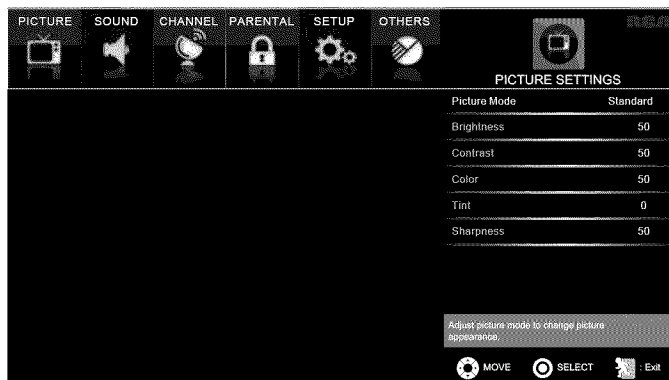 PICTURE SOUND CHANNEL PARENTAL SETUP OTHERS
RCA
PICTURE SETTINGS
Picture Mode Standard
Brightness 50
Contrast 50
Color 50
Tint 0
Sharpness 50
Adjust picture mode to change picture
appearance.
MOVE SELECT : Exit